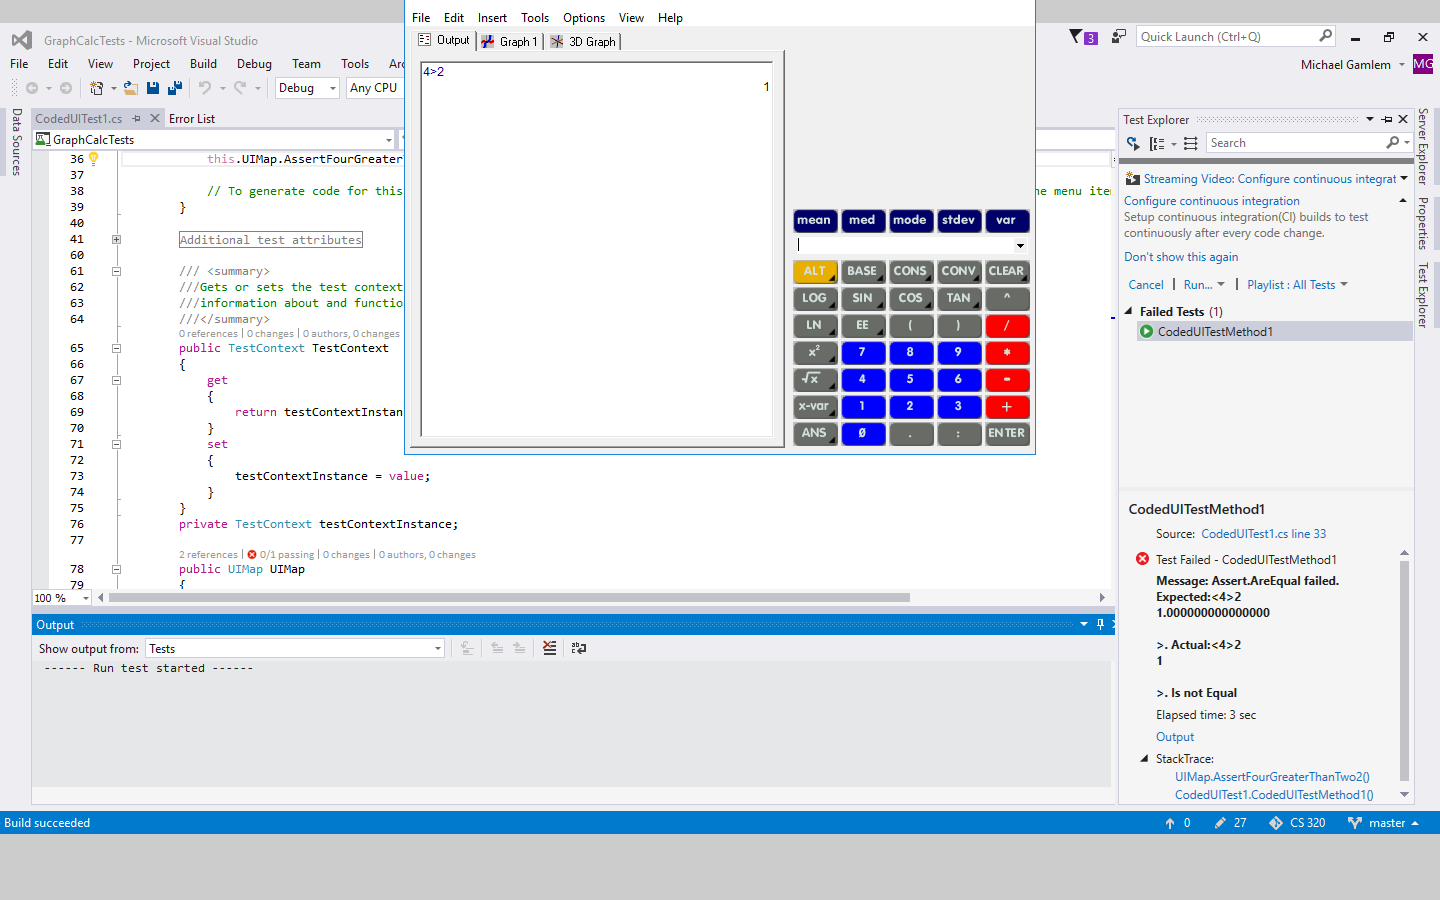 File Edit Insert Tools Options View Help
GraphCalcTests - Microsoft Visual Studio
3
Quick Launch (Ctrl+Q)
Output Graph 1 3D Graph
File Edit View Project Build Debug Team Tools
Michael Gamlem MG
4>2
1
Debug Any CPU
CodedUITest1.cs Error List
Data Sources
GraphCalcTests
36 this.UIMap.AssertFourGreater
37
38 // To generate code for this
39 }
40
41 Additional test attributes
60
61 /// <summary>
62 ///Gets or sets the test context
63 ///information about and functio
64 ///</summary>
0 references | 0 changes | 0 authors, 0 changes
65 public TestContext TestContext
66 {
67 get
68 {
69 return testContextInstan
70 }
71 set
72 {
73 testContextInstance = value;
74 }
75 }
76 private TestContext testContextInstance;
77
2 references | 0/1 passing | 0 changes | 0 authors, 0 changes
78 public UIMap UIMap
79 {
100 %
mean med mode stdev var
ALT BASE CONS CONV CLEAR
LOG SIN COS TAN ^
LN EE ( ) /
x² 7 8 9 *
√x 4 5 6 -
x-var 1 2 3 +
ANS 0 . : ENTER
Output
Show output from: Tests
------ Run test started ------
Test Explorer
Search
Streaming Video: Configure continuous integrat
Configure continuous integration
Setup continuous integration(CI) builds to test
continuously after every code change.
Don't show this again
Cancel | Run... | Playlist : All Tests
Failed Tests (1)
CodedUITestMethod1
CodedUITestMethod1
Source: CodedUITest1.cs line 33
Test Failed - CodedUITestMethod1
Message: Assert.AreEqual failed.
Expected:<4>2
1.000000000000000
>. Actual:<4>2
1
>. Is not Equal
Elapsed time: 3 sec
Output
StackTrace:
UIMap.AssertFourGreaterThanTwo2()
CodedUITest1.CodedUITestMethod1()
Server Explorer
Properties
Test Explorer
Build succeeded
0 27 CS 320 master